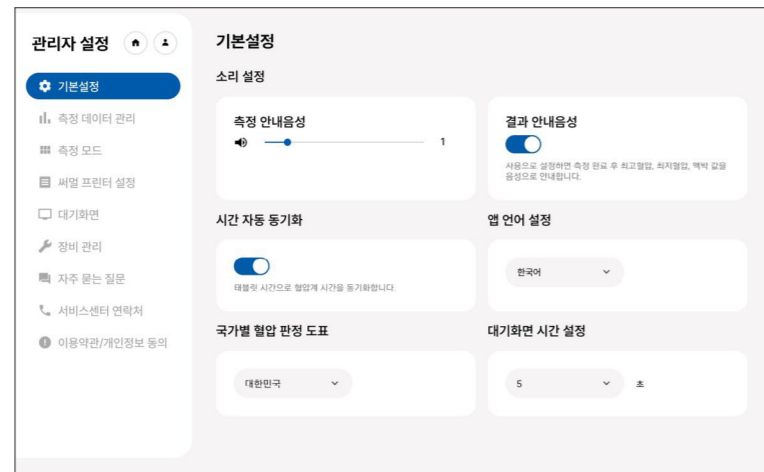 관리자 설정
기본설정
측정 데이터 관리
측정 모드
써멀 프린터 설정
대기화면
장비 관리
자주 묻는 질문
서비스센터 연락처
이용약관/개인정보 동의
기본설정
소리 설정
측정 안내음성
1
결과 안내음성
사용으로 설정하면 측정 완료 후 최고혈압, 최저혈압, 맥박 값을
음성으로 안내합니다.
시간 자동 동기화
태블릿 시간으로 혈압계 시간을 동기화합니다.
앱 언어 설정
한국어
국가별 혈압 판정 도표
대한민국
대기화면 시간 설정
5 초